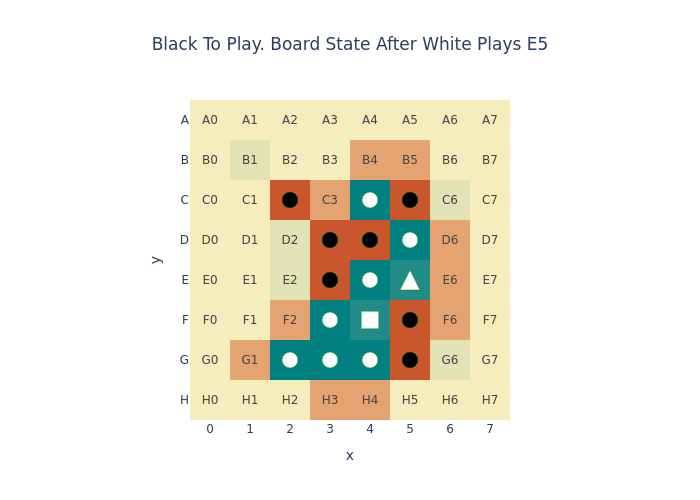 Black To Play. Board State After White Plays E5
A A0 A1 A2 A3 A4 A5 A6 A7
B B0 B1 B2 B3 B4 B5 B6 B7
C C0 C1 C3 C6 C7
D D0 D1 D2 D6 D7
y
E E0 E1 E2 E6 E7
F F0 F1 F2 F6 F7
G G0 G1 G6 G7
H H0 H1 H2 H3 H4 H5 H6 H7
0 1 2 3 4 5 6 7
x